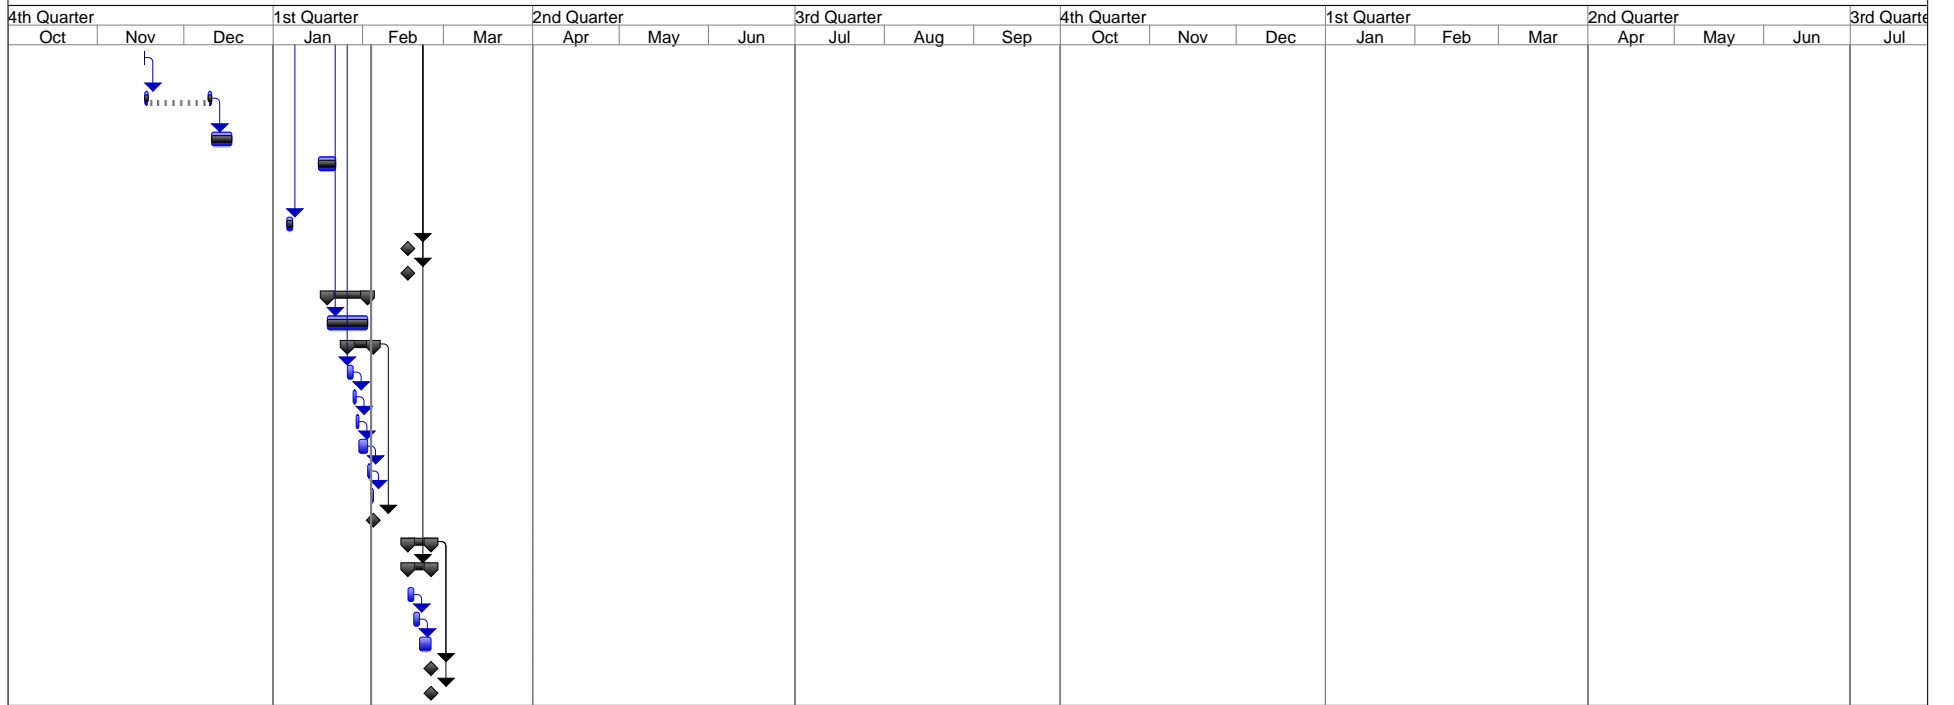 4th Quarter 1st Quarter 2nd Quarter 3rd Quarter 4th Quarter 1st Quarter 2nd Quarter 3rd Quarte
Oct Nov Dec Jan Feb Mar Apr May Jun Jul Aug Sep Oct Nov Dec Jan Feb Mar Apr May Jun Jul